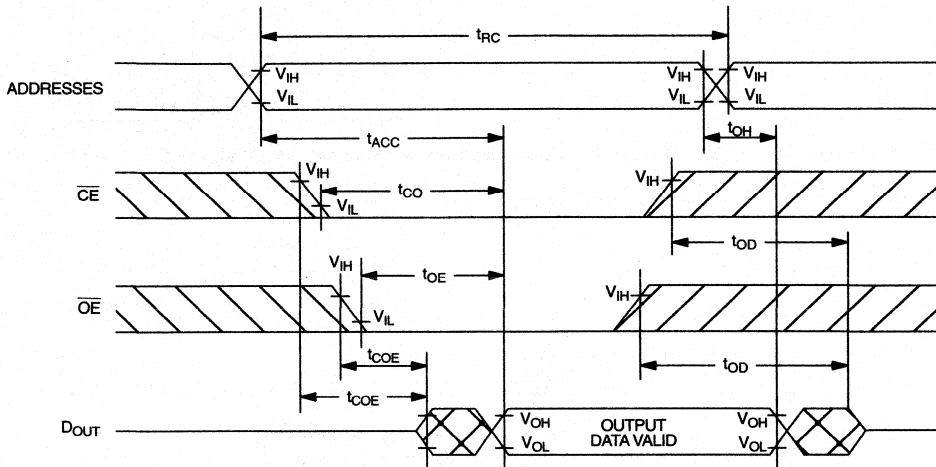 tRC
ADDRESSES
VIH
VIL
VIH
VIL
VIH
VIL
tACC
tOH
CE
VIH
VIL
tCO
VIH
tOD
OE
VIH
VIL
tOE
VIH
tOD
tCOE
tCOE
DOUT
VOH
VOL
OUTPUT
DATA VALID
VOH
VOL